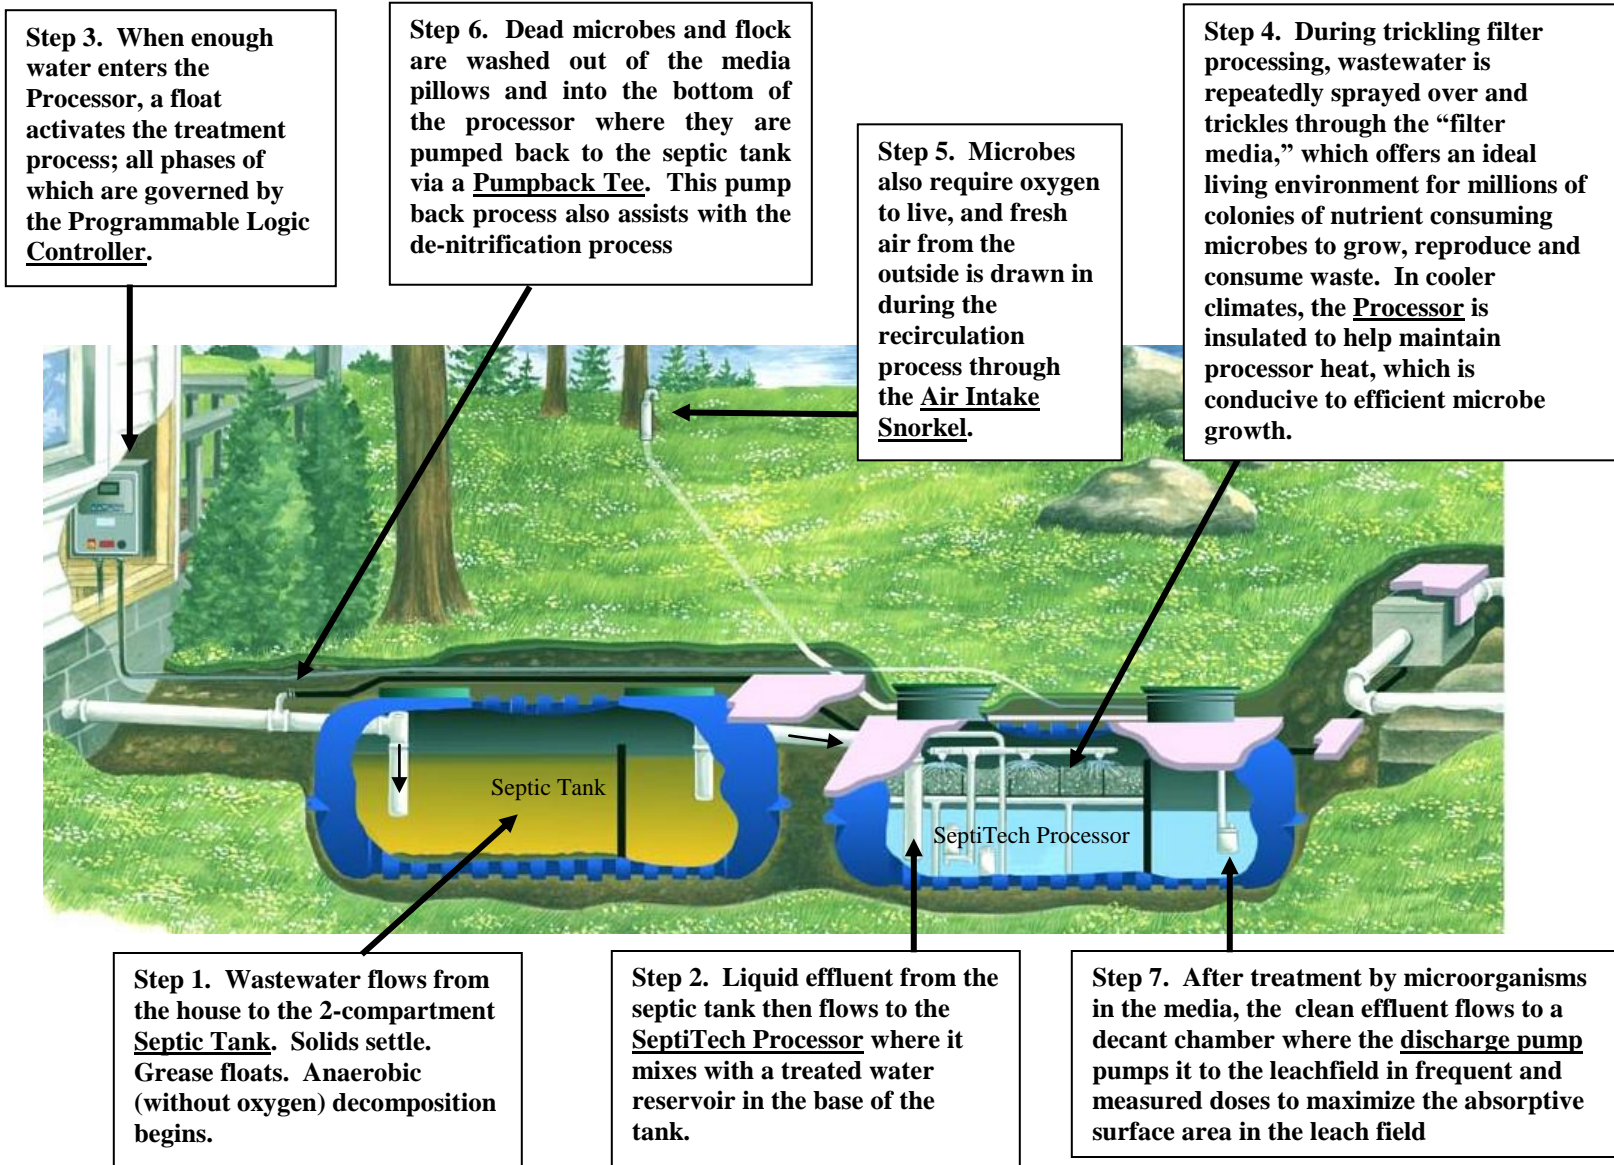 Step 3.  When enough
water enters the
Processor, a float
activates the treatment
process; all phases of
which are governed by
the Programmable Logic
Controller.
Step 6.  Dead microbes and flock
are washed out of the media
pillows and into the bottom of
the processor where they are
pumped back to the septic tank
via a Pumpback Tee.  This pump
back process also assists with the
de-nitrification process
Step 5.  Microbes
also require oxygen
to live, and fresh
air from the
outside is drawn in
during the
recirculation
process through
the Air Intake
Snorkel.
Step 4.  During trickling filter
processing, wastewater is
repeatedly sprayed over and
trickles through the “filter
media,” which offers an ideal
living environment for millions of
colonies of nutrient consuming
microbes to grow, reproduce and
consume waste.  In cooler
climates, the Processor is
insulated to help maintain
processor heat, which is
conducive to efficient microbe
growth.
Septic Tank
SeptiTech Processor
Step 1.  Wastewater flows from
the house to the 2-compartment
Septic Tank.  Solids settle.
Grease floats.  Anaerobic
(without oxygen) decomposition
begins.
Step 2.  Liquid effluent from the
septic tank then flows to the
SeptiTech Processor where it
mixes with a treated water
reservoir in the base of the
tank.
Step 7.  After treatment by microorganisms
in the media, the  clean effluent flows to a
decant chamber where the discharge pump
pumps it to the leachfield in frequent and
measured doses to maximize the absorptive
surface area in the leach field